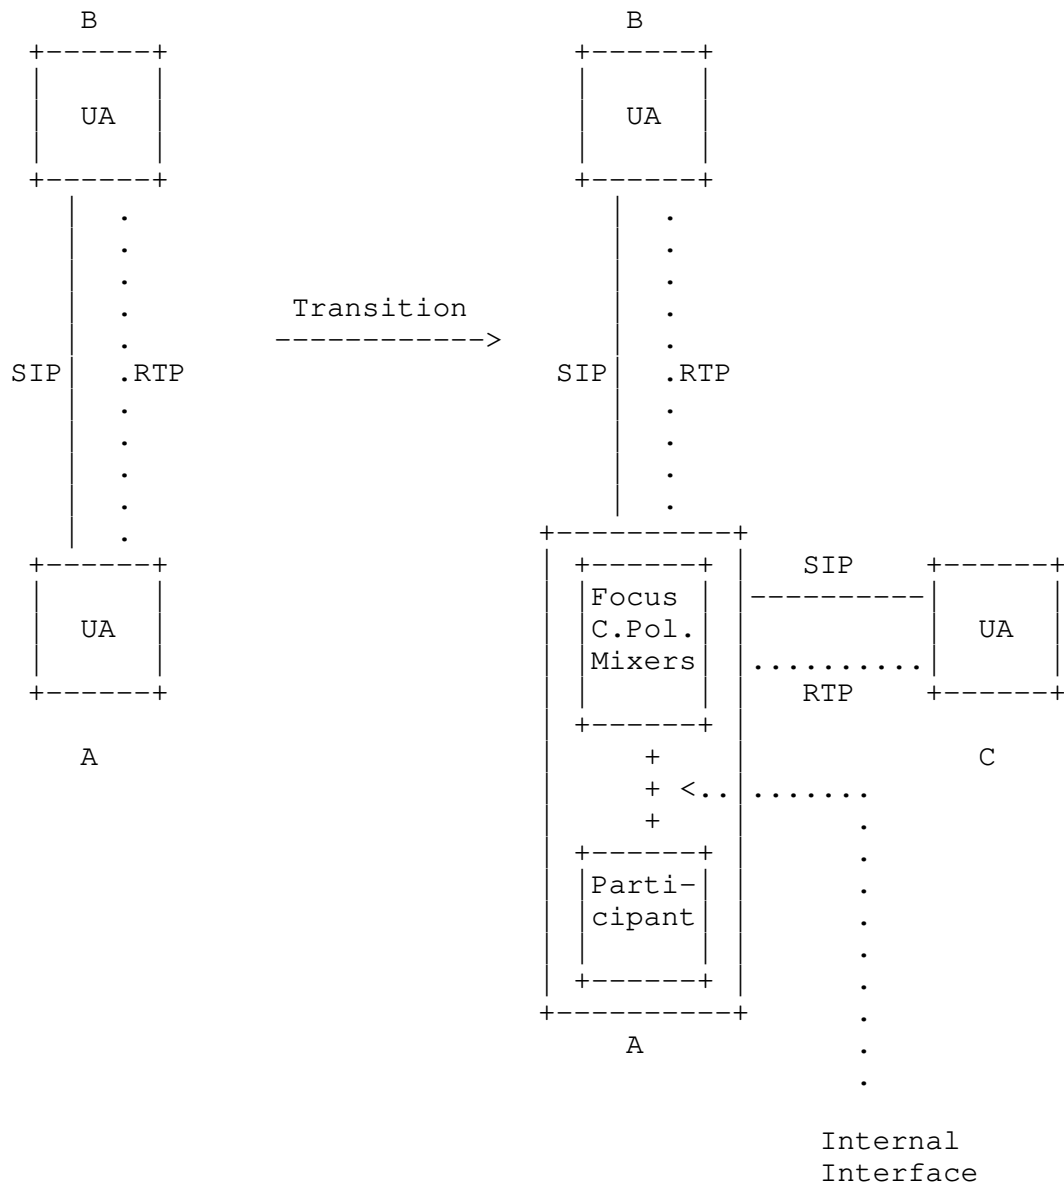 B B
UA UA
Transition
------------>
SIP RTP SIP RTP
SIP
Focus
UA C.Pol. UA
Mixers
RTP
A C
+
+ <..
+
Parti-
cipant
A
Internal
Interface